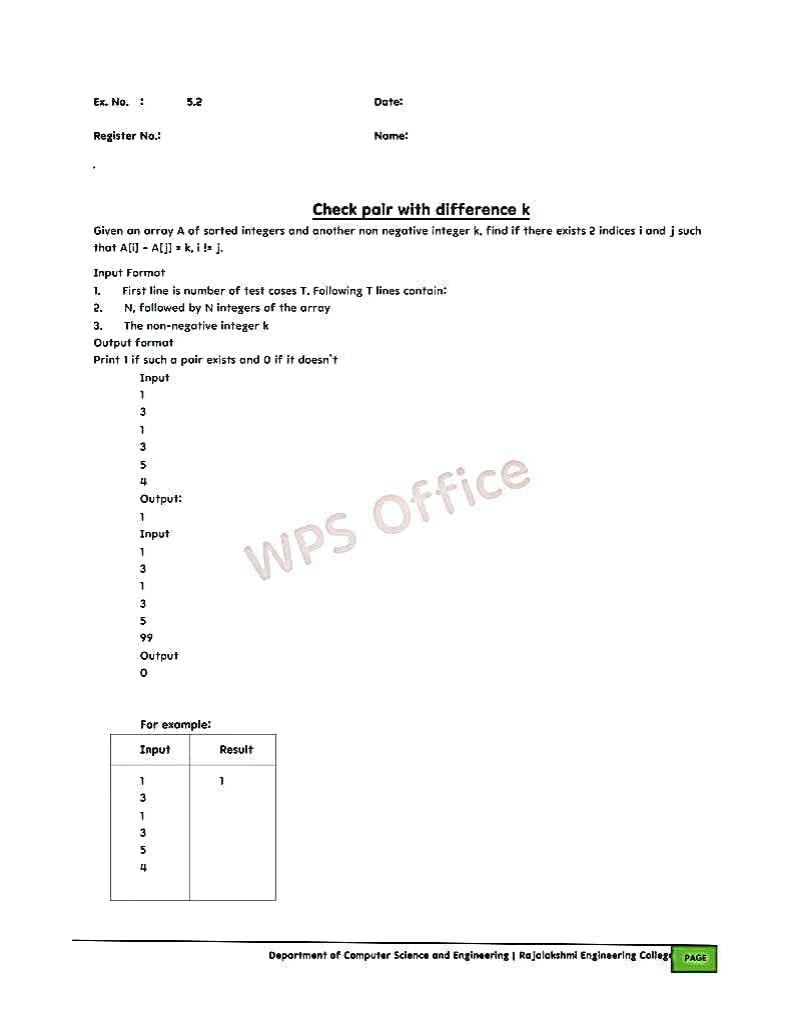 Ex. No. : 5.2 Date:
Register No.: Name:
.
Check pair with difference k
Given an array A of sorted integers and another non negative integer k, find if there exists 2 indices i and j such
that A[i] - A[j] = k, i != j.
Input Format
1. First line is number of test cases T. Following T lines contain:
2. N, followed by N integers of the array
3. The non-negative integer k
Output format
Print 1 if such a pair exists and 0 if it doesn't
Input
1
3
1
3
5
4
Output:
1
Input
1
3
1
3
5
99
Output
0
For example:
Input Result
1 1
3
1
3
5
4
WPS Office
Department of Computer Science and Engineering | Rajalakshmi Engineering College PAGE